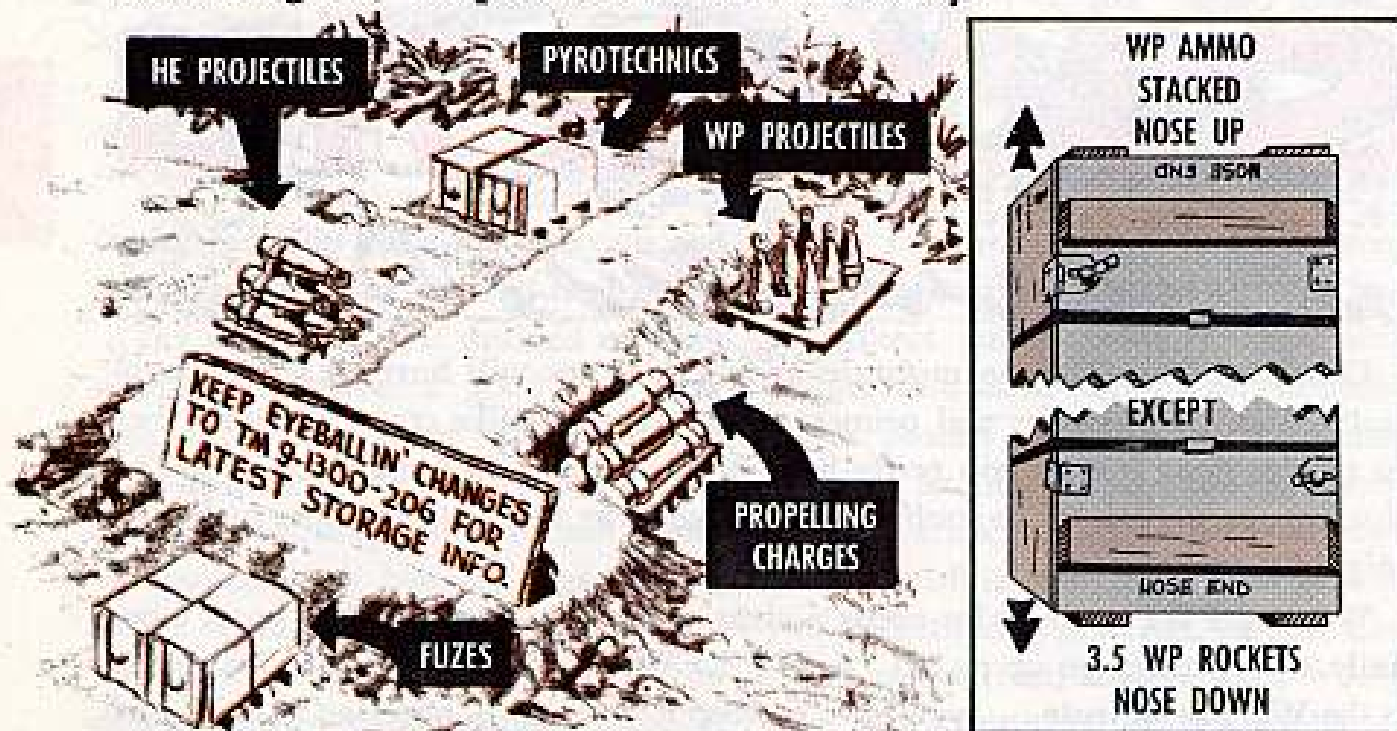 HE PROJECTILES
PYROTECHNICS
WP PROJECTILES
KEEP EYEBALLIN' CHANGES
TO TM 9-1300-206 FOR
LATEST STORAGE INFO.
PROPELLING
CHARGES
FUZES
WP AMMO
STACKED
NOSE UP
NOSE END
EXCEPT
NOSE END
3.5 WP ROCKETS
NOSE DOWN